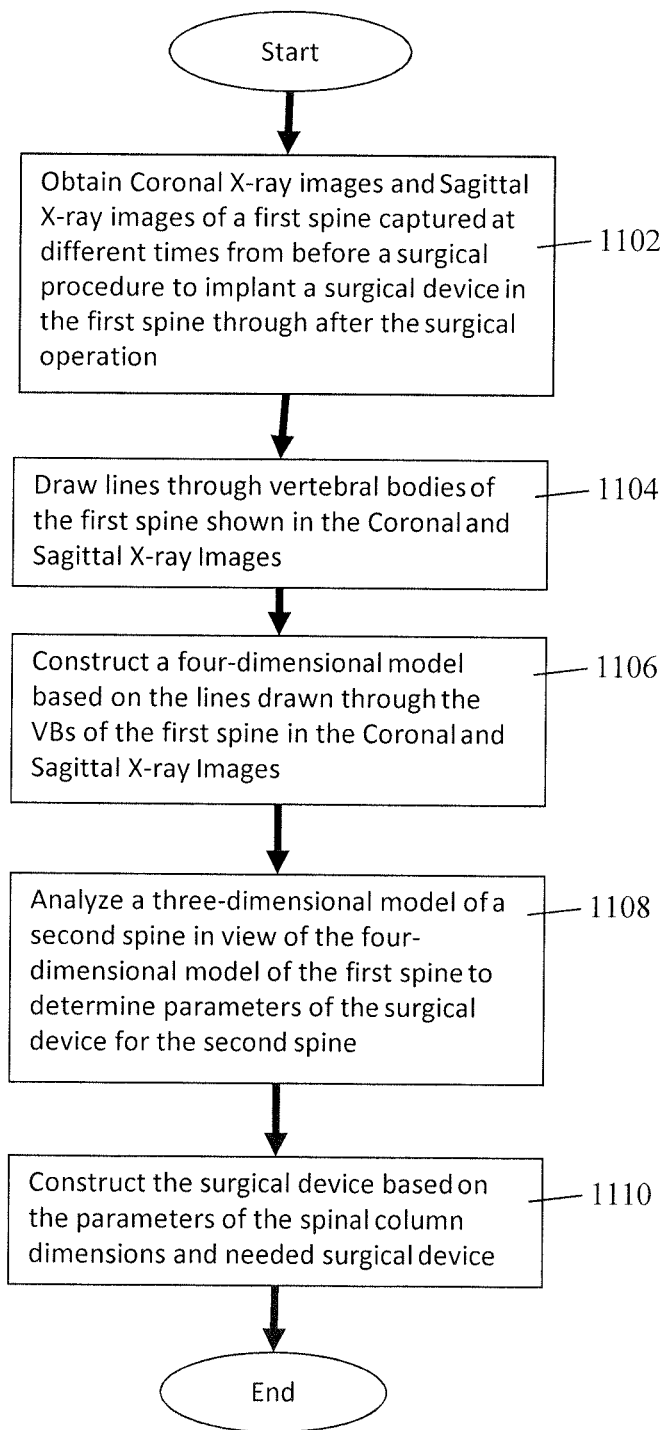 Start
Obtain Coronal X-ray images and Sagittal
X-ray images of a first spine captured at
different times from before a surgical
procedure to implant a surgical device in
the first spine through after the surgical
operation
1102
Draw lines through vertebral bodies of
the first spine shown in the Coronal and
Sagittal X-ray Images
1104
Construct a four-dimensional model
based on the lines drawn through the
VBs of the first spine in the Coronal and
Sagittal X-ray Images
1106
Analyze a three-dimensional model of a
second spine in view of the four-
dimensional model of the first spine to
determine parameters of the surgical
device for the second spine
1108
Construct the surgical device based on
the parameters of the spinal column
dimensions and needed surgical device
1110
End